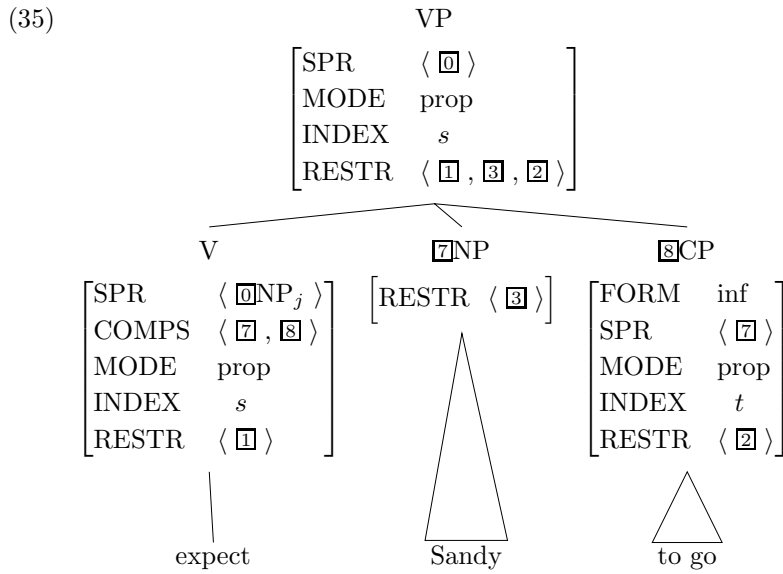 (35) VP
SPR ⟨ 0 ⟩
MODE prop
INDEX s
RESTR ⟨ 1 , 3 , 2 ⟩
V 7NP 8CP
SPR ⟨ 0NPj ⟩
COMPS ⟨ 7 , 8 ⟩
MODE prop
INDEX s
RESTR ⟨ 1 ⟩
RESTR ⟨ 3 ⟩
FORM inf
SPR ⟨ 7 ⟩
MODE prop
INDEX t
RESTR ⟨ 2 ⟩
expect Sandy to go